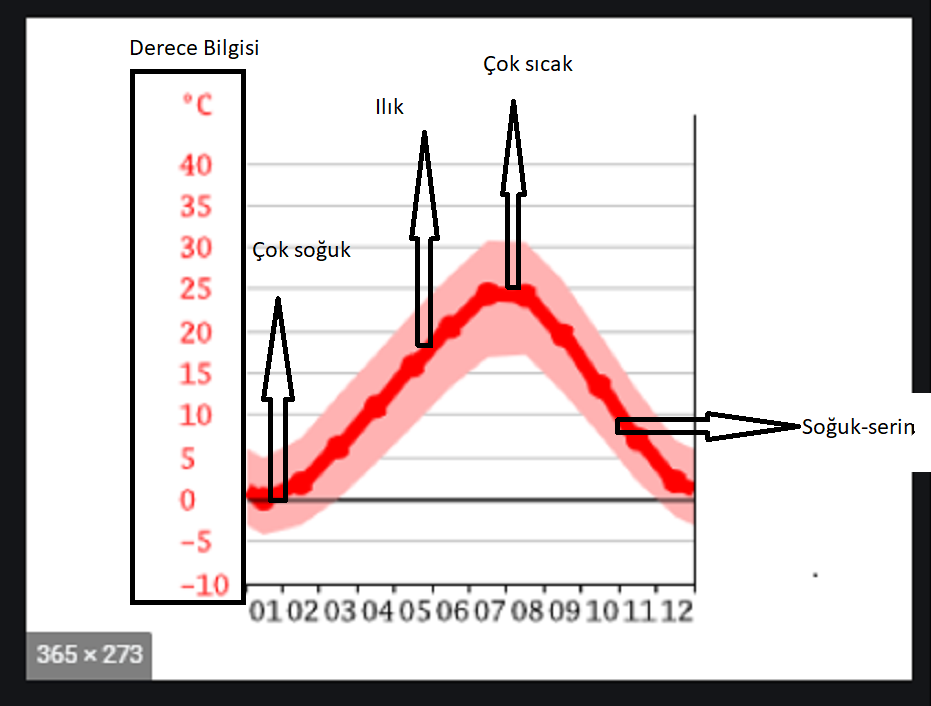 Derece Bilgisi
Çok sıcak
Ilık
°C
40
35
30
Çok soğuk
25
20
15
10
Soğuk-serin
5
0
−5
−10
01 02 03 04 05 06 07 08 09 10 11 12
365 × 273